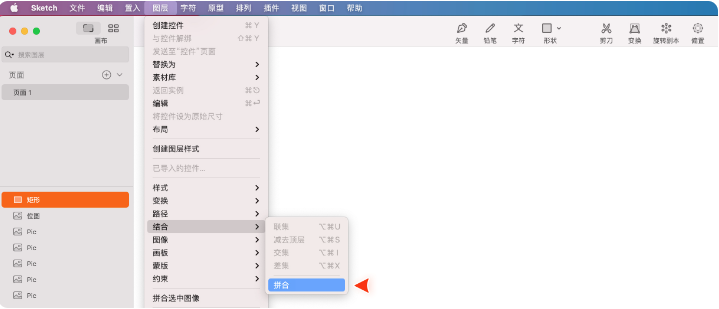 Sketch 文件 编辑 置入 图层 字符 原型 排列 插件 视图 窗口 帮助
画布
搜索图层
页面
页面 1
矩形
位图
Pic
Pic
Pic
Pic
Pic
创建控件 ⌘ Y
与控件解绑 ⇧⌘ Y
发送至“控件”页面
替换为
素材库
返回实例
编辑 ⌘⏎
将控件设为原始尺寸
布局
创建图层样式
已导入的控件...
样式
变换
路径
结合
图像
画板
蒙版
约束
拼合选中图像
联集 ⌥⌘U
减去顶层 ⌥⌘S
交集 ⌥⌘I
差集 ⌥⌘X
拼合
矢量 铅笔 字符 形状 剪刀 变换 旋转副本 偏置